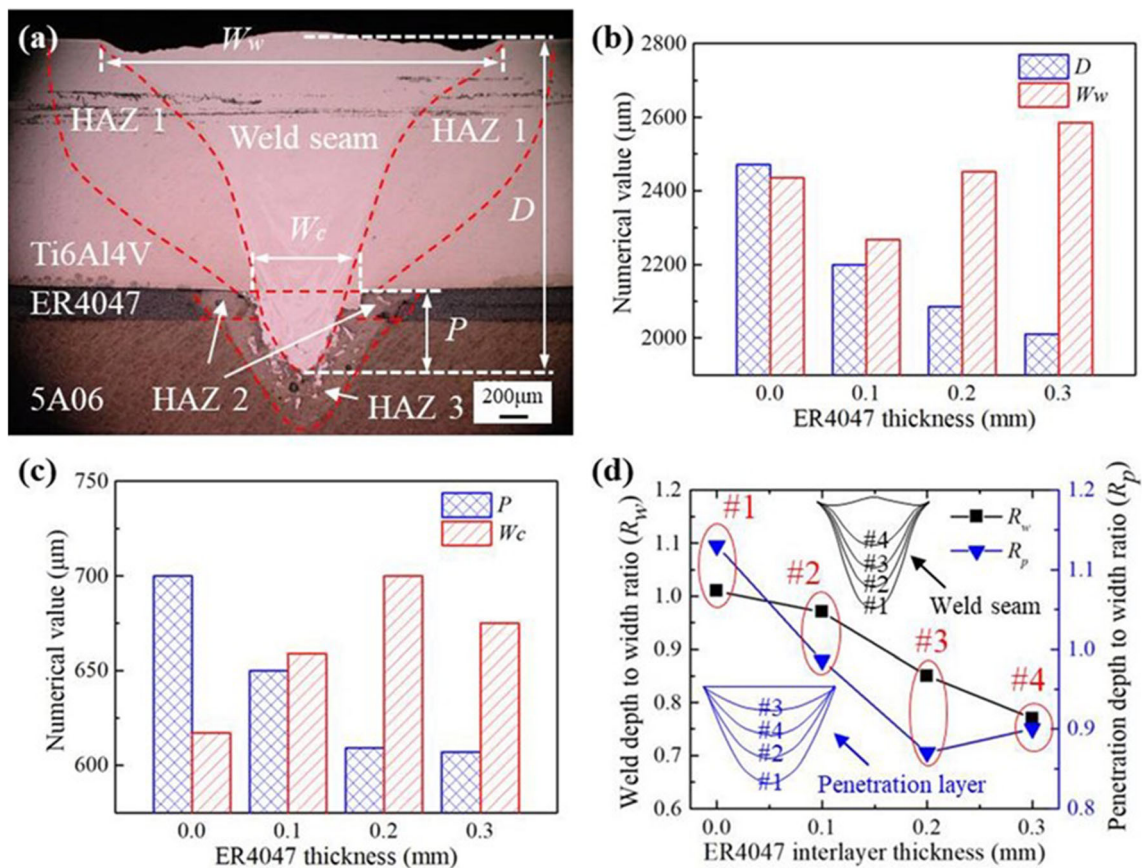 (a)
W_w
HAZ 1
HAZ 1
Weld seam
D
W_c
Ti6Al4V
ER4047
P
5A06
HAZ 2
HAZ 3
200μm
(b)
2800
2600
2400
2200
2000
Numerical value (μm)
D
Ww
0.0 0.1 0.2 0.3
ER4047 thickness (mm)
(c)
750
700
650
600
Numerical value (μm)
P
Wc
0.0 0.1 0.2 0.3
ER4047 thickness (mm)
(d)
Weld depth to width ratio (R_w)
1.2
1.1
1.0
0.9
0.8
0.7
0.6
#1
#2
#3
#4
#4
#3
#2
#1
Weld seam
R_w
R_p
#3
#4
#2
#1
Penetration layer
1.2
1.1
1.0
0.9
0.8
Penetration depth to width ratio (R_p)
0.0 0.1 0.2 0.3
ER4047 interlayer thickness (mm)